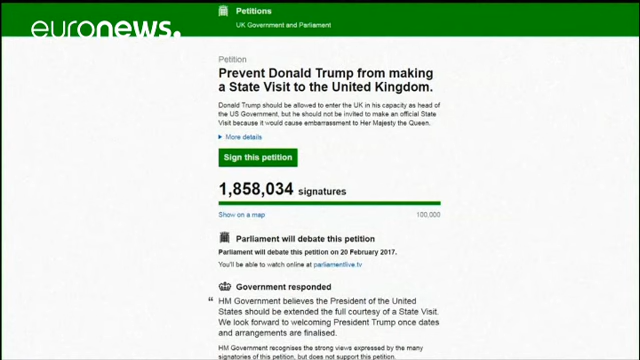 euronews.
Petitions
UK Government and Parliament
Petition
Prevent Donald Trump from making
a State Visit to the United Kingdom.
Donald Trump should be allowed to enter the UK in his capacity as head of
the US Government, but he should not be invited to make an official State
Visit because it would cause embarrassment to Her Majesty the Queen.
More details
Sign this petition
1,858,034 signatures
Show on a map 100,000
Parliament will debate this petition
Parliament will debate this petition on 20 February 2017.
You'll be able to watch online at parliamentlive.tv
Government responded
“ HM Government believes the President of the United
States should be extended the full courtesy of a State Visit.
We look forward to welcoming President Trump once dates
and arrangements are finalised.
HM Government recognises the strong views expressed by the many
signatories of this petition, but does not support this petition.